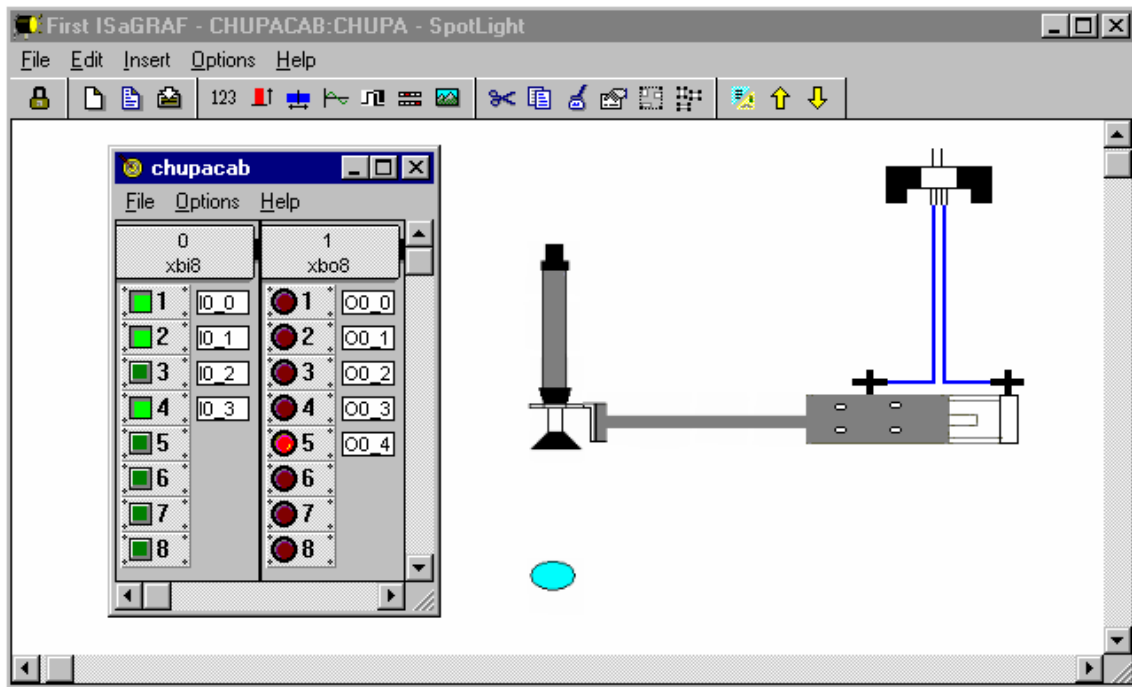 First ISaGRAF - CHUPACAB:CHUPA - SpotLight
File Edit Insert Options Help
123
chupacab
File Options Help
0 1
xbi8 xbo8
1 I0_0 1 O0_0
2 I0_1 2 O0_1
3 I0_2 3 O0_2
4 I0_3 4 O0_3
5 5 O0_4
6 6
7 7
8 8